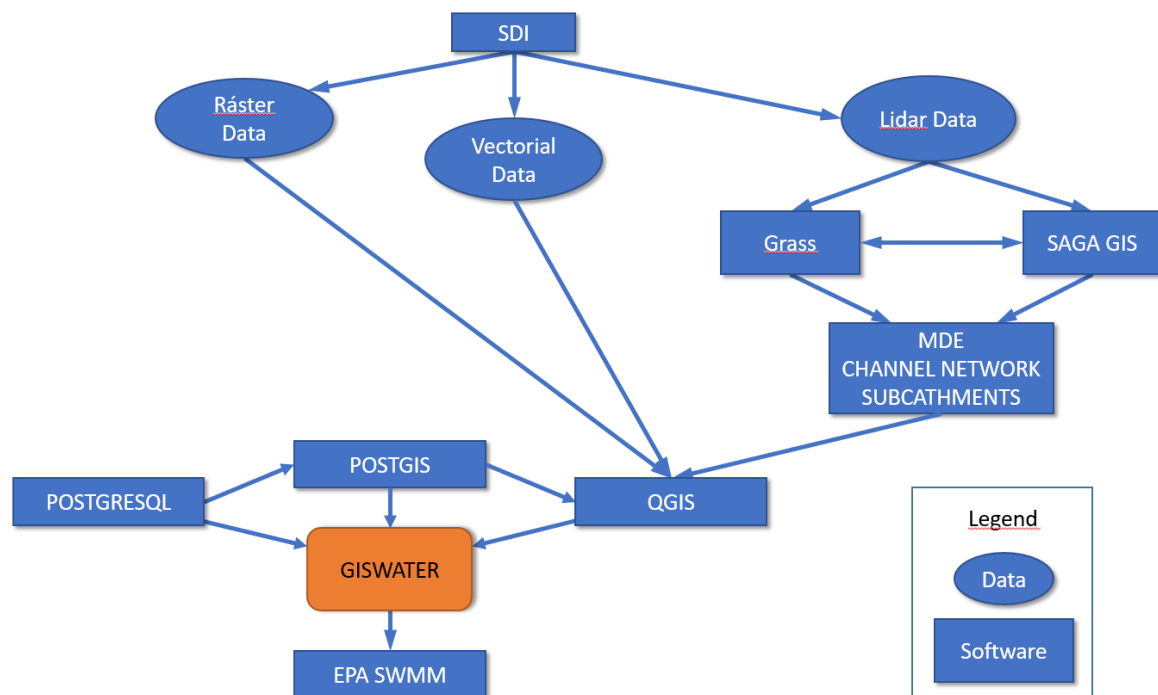 SDI
Ráster
Data
Vectorial
Data
Lidar Data
Grass
SAGA GIS
MDE
CHANNEL NETWORK
SUBCATHMENTS
POSTGIS
POSTGRESQL
QGIS
GISWATER
EPA SWMM
Legend
Data
Software